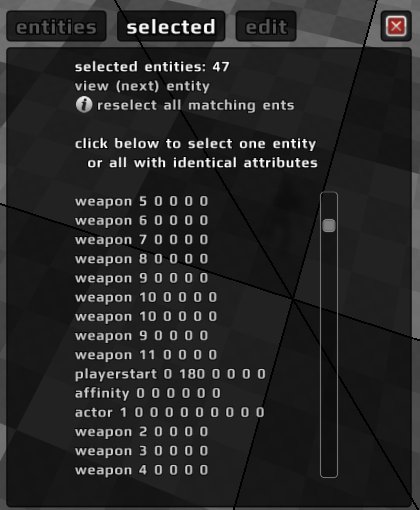 entities selected edit
selected entities: 47
view (next) entity
i reselect all matching ents
click below to select one entity
or all with identical attributes
weapon 5 0 0 0 0
weapon 6 0 0 0 0
weapon 7 0 0 0 0
weapon 8 0 0 0 0
weapon 9 0 0 0 0
weapon 10 0 0 0 0
weapon 10 0 0 0 0
weapon 9 0 0 0 0
weapon 11 0 0 0 0
playerstart 0 180 0 0 0 0
affinity 0 0 0 0 0 0
actor 1 0 0 0 0 0 0 0 0 0
weapon 2 0 0 0 0
weapon 3 0 0 0 0
weapon 4 0 0 0 0